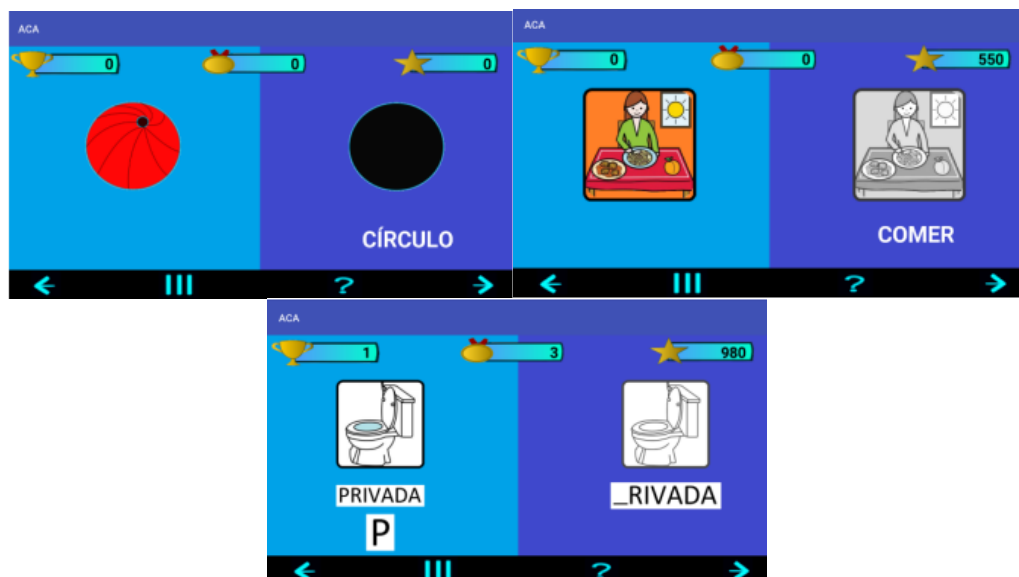 ACA
0 0 0
CÍRCULO
?
ACA
0 0 550
COMER
?
ACA
1 3 980
PRIVADA
_RIVADA
P
?